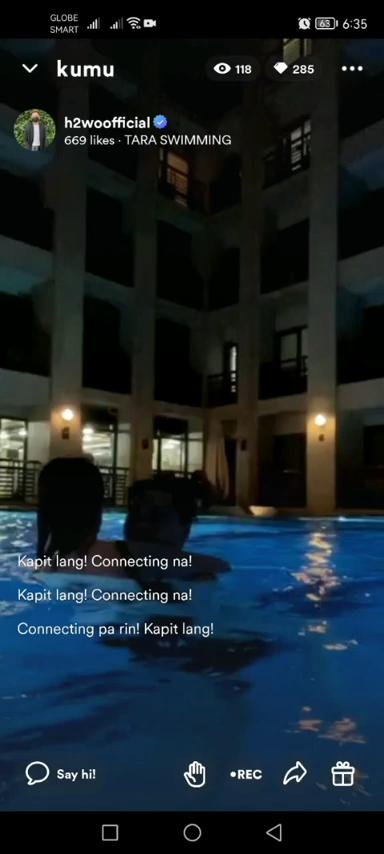 GLOBE
SMART
63 6:35
kumu
118
285
h2woofficial
669 likes · TARA SWIMMING
Kapit lang! Connecting na!
Kapit lang! Connecting na!
Connecting pa rin! Kapit lang!
Say hi!
•REC